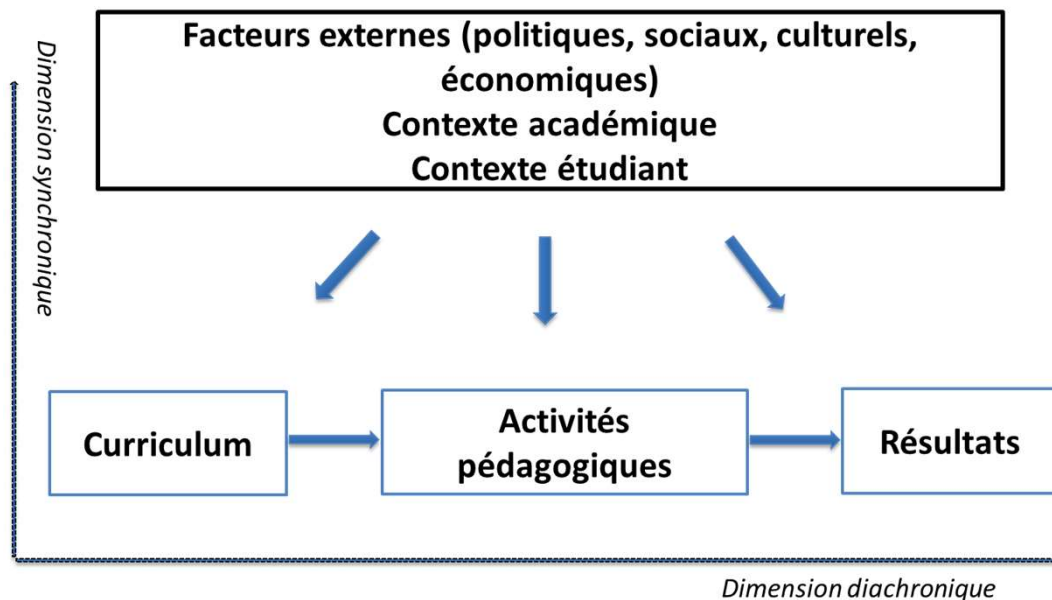 Facteurs externes (politiques, sociaux, culturels,
économiques)
Contexte académique
Contexte étudiant
Dimension synchronique
Curriculum
Activités
pédagogiques
Résultats
Dimension diachronique